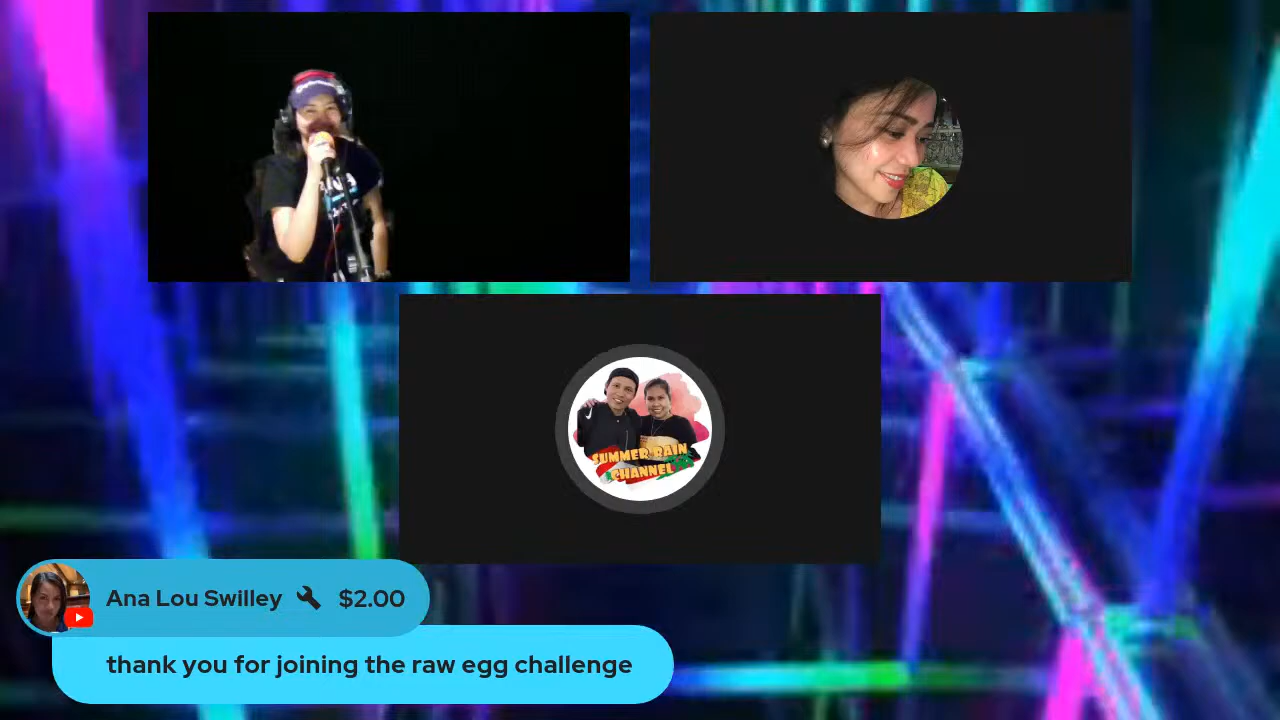 SUMMER RAIN
CHANNEL
Ana Lou Swilley $2.00
thank you for joining the raw egg challenge